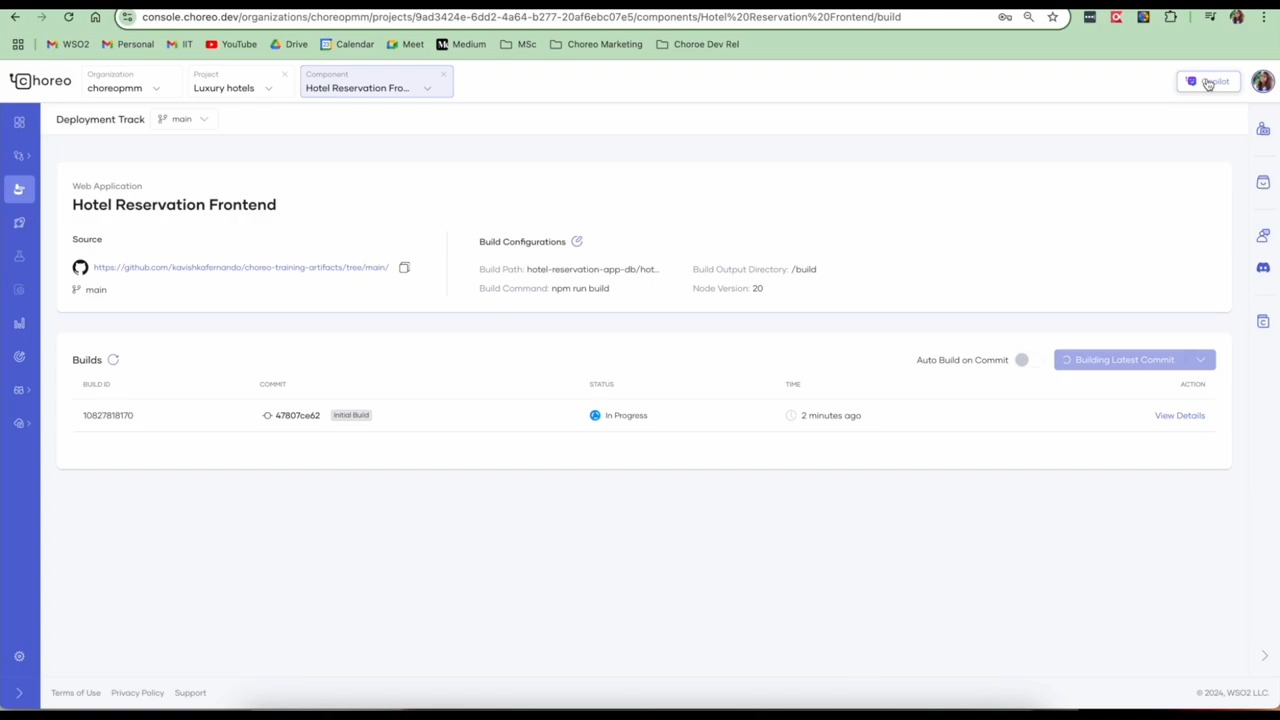 console.choreo.dev/organizations/choreopmm/projects/9ad3424e-6dd2-4a64-b277-20af6ebc07e5/components/Hotel%20Reservation%20Frontend/build
WSO2 Personal IIT YouTube Drive Calendar Meet Medium MSc Choreo Marketing Choroe Dev Rel
Choreo
Organization Project Component
choreopmm Luxury hotels Hotel Reservation Fro...
Deployment Track main
Web Application
Hotel Reservation Frontend
Source Build Configurations
https://github.com/kavishkafernando/choreo-training-artifacts/tree/main/ Build Path: hotel-reservation-app-db/hot... Build Output Directory: /build
main Build Command: npm run build Node Version: 20
Builds Auto Build on Commit Building Latest Commit
BUILD ID COMMIT STATUS TIME ACTION
10827818170 47807ce62 Initial Build In Progress 2 minutes ago View Details
Terms of Use Privacy Policy Support © 2024, WSO2 LLC.